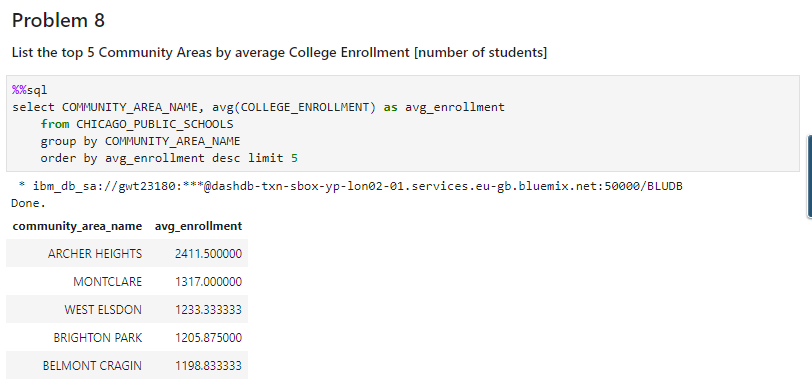 Problem 8
List the top 5 Community Areas by average College Enrollment [number of students]
%%sql
select COMMUNITY_AREA_NAME, avg(COLLEGE_ENROLLMENT) as avg_enrollment
from CHICAGO_PUBLIC_SCHOOLS
group by COMMUNITY_AREA_NAME
order by avg_enrollment desc limit 5
* ibm_db_sa://gwt23180:***@dashdb-txn-sbox-yp-lon02-01.services.eu-gb.bluemix.net:50000/BLUDB
Done.
community_area_name avg_enrollment
ARCHER HEIGHTS 2411.500000
MONTCLARE 1317.000000
WEST ELSDON 1233.333333
BRIGHTON PARK 1205.875000
BELMONT CRAGIN 1198.833333